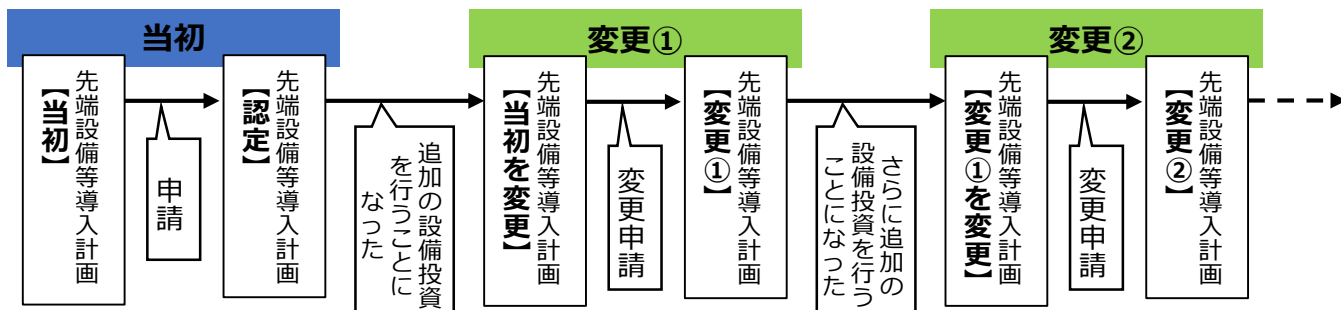 当初
先端設備等導入計画
【当初】
申請
先端設備等導入計画
【認定】
追加の設備投資
を行うことに
なった
変更①
先端設備等導入計画
【当初を変更】
変更申請
先端設備等導入計画
【変更①】
さらに追加の
設備投資を行う
ことになった
変更②
先端設備等導入計画
【変更①を変更】
変更申請
先端設備等導入計画
【変更②】